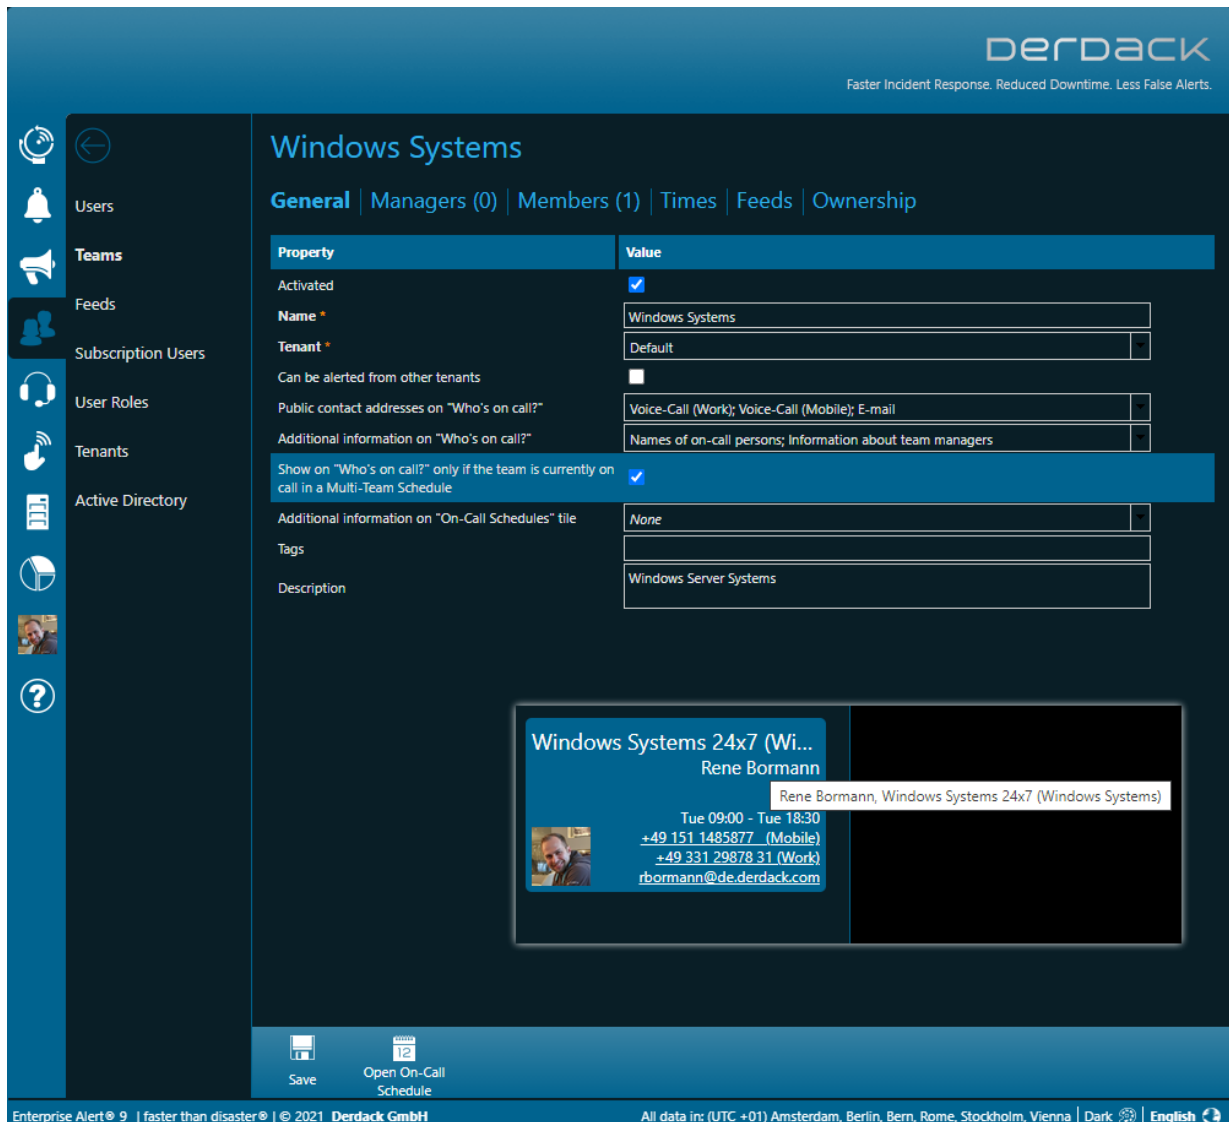 DERDACK
Faster Incident Response. Reduced Downtime. Less False Alerts.
Users
Teams
Feeds
Subscription Users
User Roles
Tenants
Active Directory
Windows Systems
General | Managers (0) | Members (1) | Times | Feeds | Ownership
Property Value
Activated
Name * Windows Systems
Tenant * Default
Can be alerted from other tenants
Public contact addresses on "Who's on call?" Voice-Call (Work); Voice-Call (Mobile); E-mail
Additional information on "Who's on call?" Names of on-call persons; Information about team managers
Show on "Who's on call?" only if the team is currently on
call in a Multi-Team Schedule
Additional information on "On-Call Schedules" tile None
Tags
Description Windows Server Systems
Windows Systems 24x7 (Wi...
Rene Bormann
Rene Bormann, Windows Systems 24x7 (Windows Systems)
Tue 09:00 - Tue 18:30
+49 151 1485877 (Mobile)
+49 331 29878 31 (Work)
rbormann@de.derdack.com
12
Save
Open On-Call
Schedule
Enterprise Alert® 9 | faster than disaster® | © 2021 Derdack GmbH
All data in: (UTC +01) Amsterdam, Berlin, Bern, Rome, Stockholm, Vienna | Dark | English